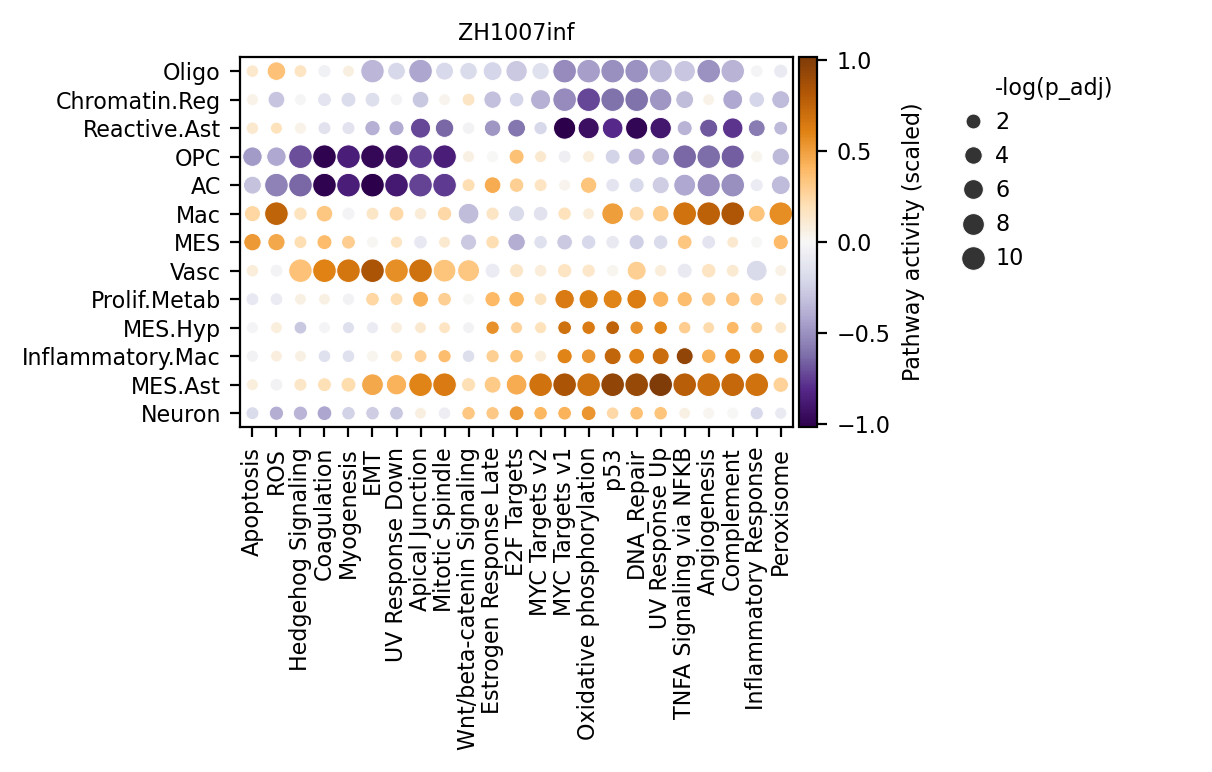 ZH1007inf
Oligo
Chromatin.Reg
Reactive.Ast
OPC
AC
Mac
MES
Vasc
Prolif.Metab
MES.Hyp
Inflammatory.Mac
MES.Ast
Neuron
Apoptosis
ROS
Hedgehog Signaling
Coagulation
Myogenesis
EMT
UV Response Down
Apical Junction
Mitotic Spindle
Wnt/beta-catenin Signaling
Estrogen Response Late
E2F Targets
MYC Targets v2
MYC Targets v1
Oxidative phosphorylation
p53
DNA_Repair
UV Response Up
TNFA Signaling via NFKB
Angiogenesis
Complement
Inflammatory Response
Peroxisome
1.0
0.5
0.0
−0.5
−1.0
Pathway activity (scaled)
-log(p_adj)
2
4
6
8
10